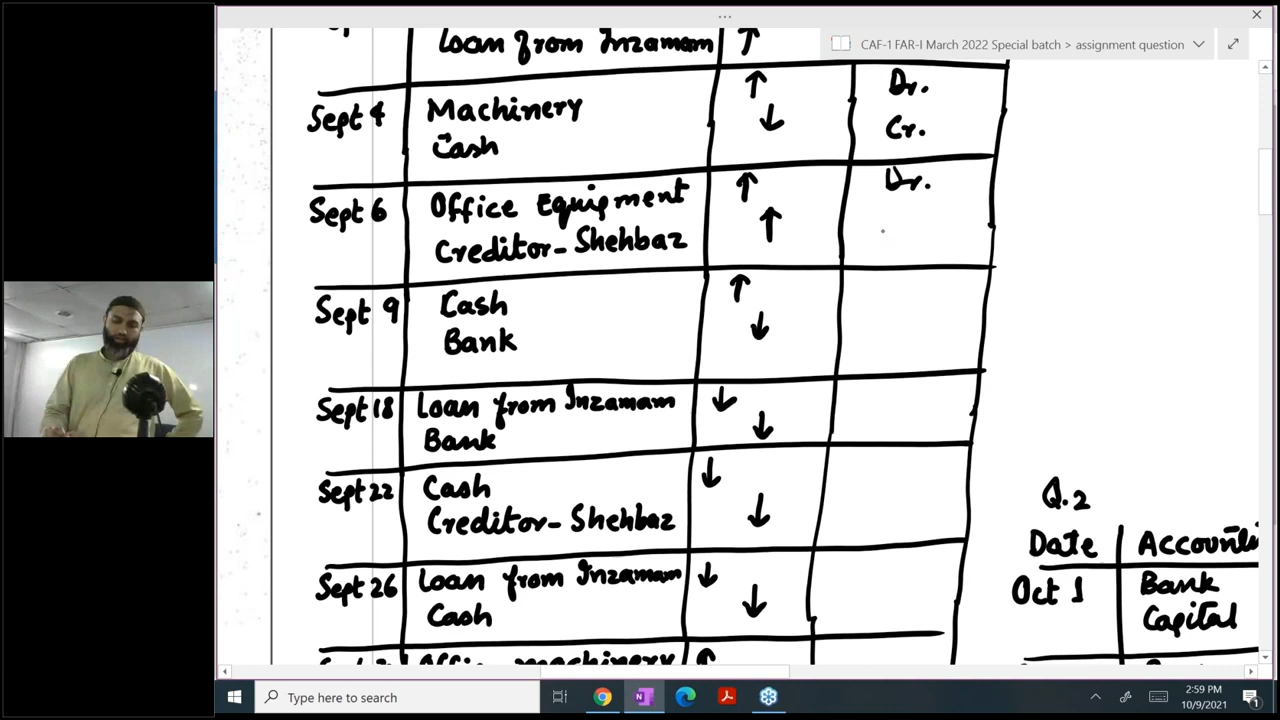 Loan from Inzamam ↑
CAF-1 FAR-I March 2022 Special batch > assignment question
Sept 4 Machinery ↑ Dr.
Cash ↓ Cr.
Sept 6 Office Equipment ↑ Dr.
Creditor-Shehbaz ↑
Sept 9 Cash ↑
Bank ↓
Sept 18 Loan from Inzamam ↓
Bank ↓
Sept 22 Cash ↓
Creditor-Shehbaz ↓
Sept 26 Loan from Inzamam ↓
Cash ↓
machinery ↑
Q.2
Date
Oct 1 Bank
Capital
Type here to search
2:59 PM
10/9/2021
1